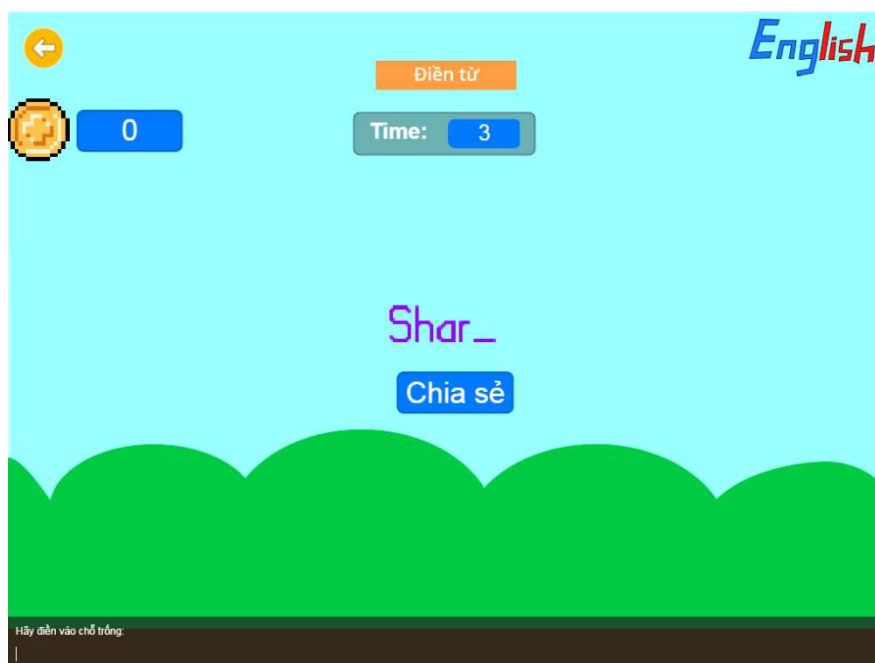 English
Điền từ
0
Time: 3
Shar_
Chia sẻ
Hãy điền vào chỗ trống: